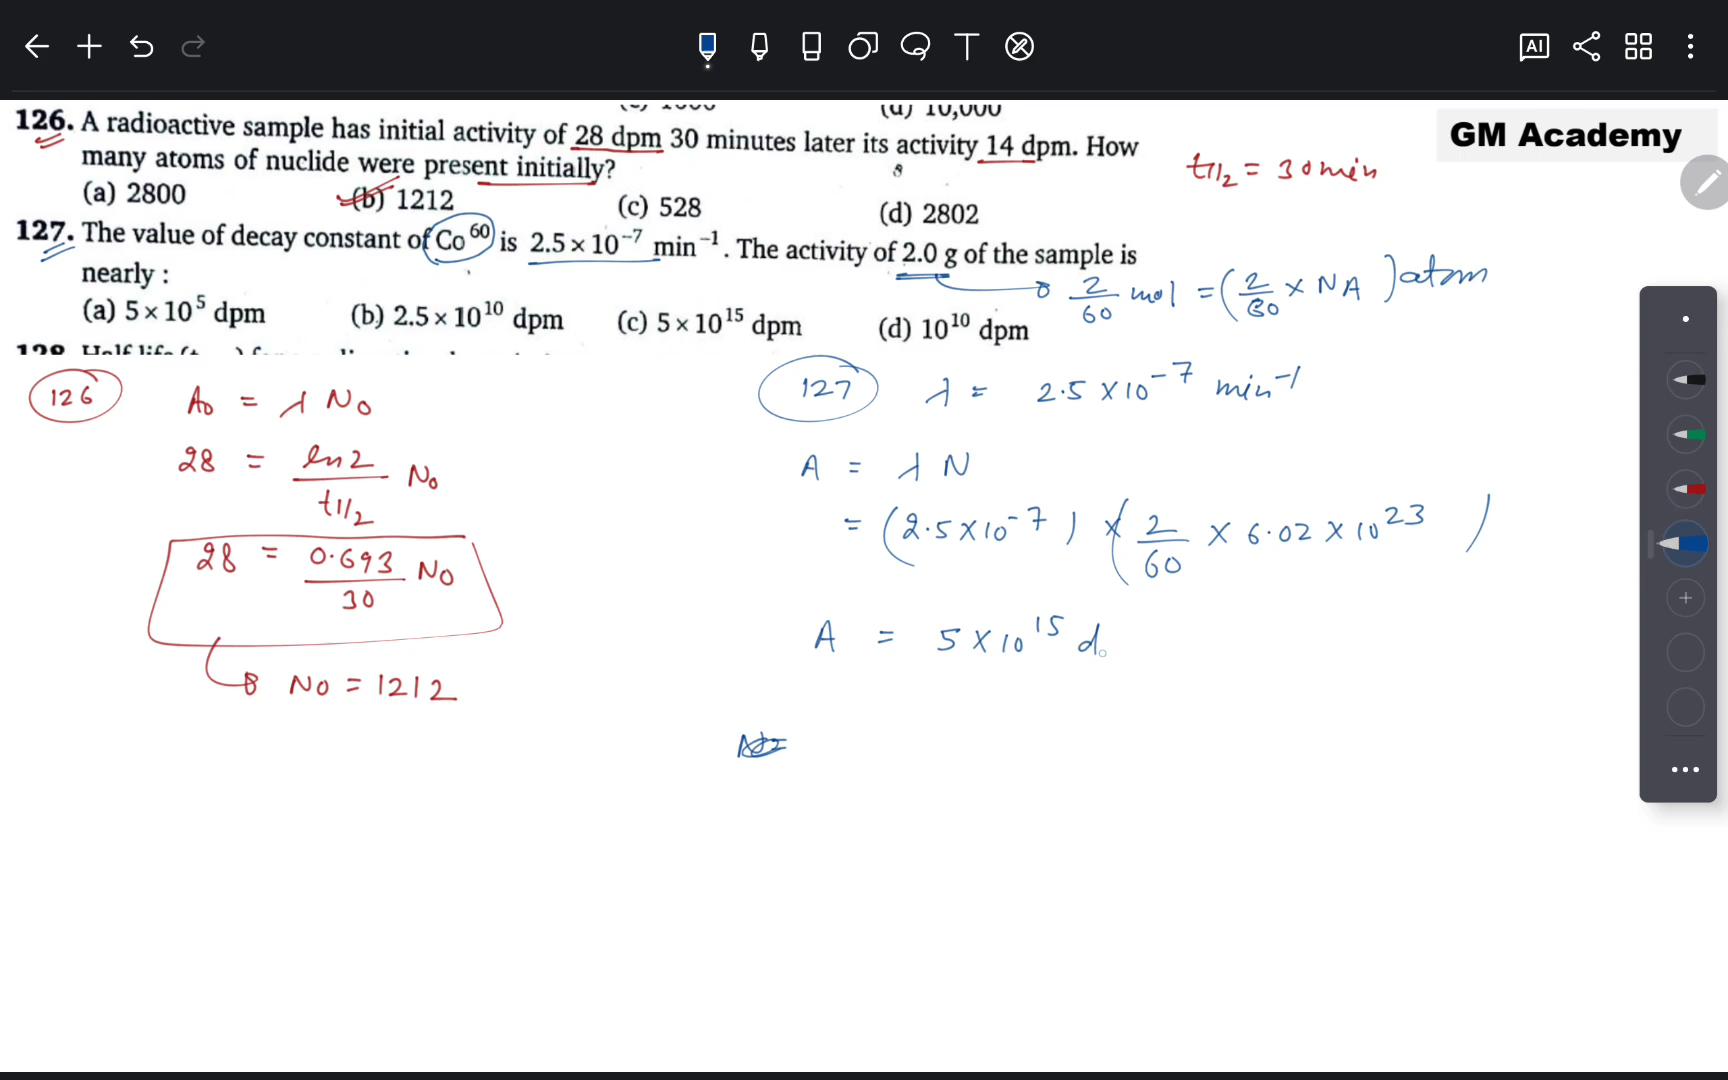 (d) 10,000
GM Academy
126. A radioactive sample has initial activity of 28 dpm 30 minutes later its activity 14 dpm. How
many atoms of nuclide were present initially?
t1/2 = 30 min
(a) 2800 (b) 1212 (c) 528 (d) 2802
127. The value of decay constant of Co⁶⁰ is 2.5 × 10⁻⁷ min⁻¹. The activity of 2.0 g of the sample is
nearly :
2/60 mol = (2/60 × NA) atom
(a) 5 × 10⁵ dpm (b) 2.5 × 10¹⁰ dpm (c) 5 × 10¹⁵ dpm (d) 10¹⁰ dpm
126
A₀ = λ N₀
28 = ln2/t1/2 N₀
28 = 0.693/30 N₀
N₀ = 1212
127
λ = 2.5 × 10⁻⁷ min⁻¹
A = λ N
= (2.5 × 10⁻⁷) × (2/60 × 6.02 × 10²³)
A = 5 × 10¹⁵ d
AI
T